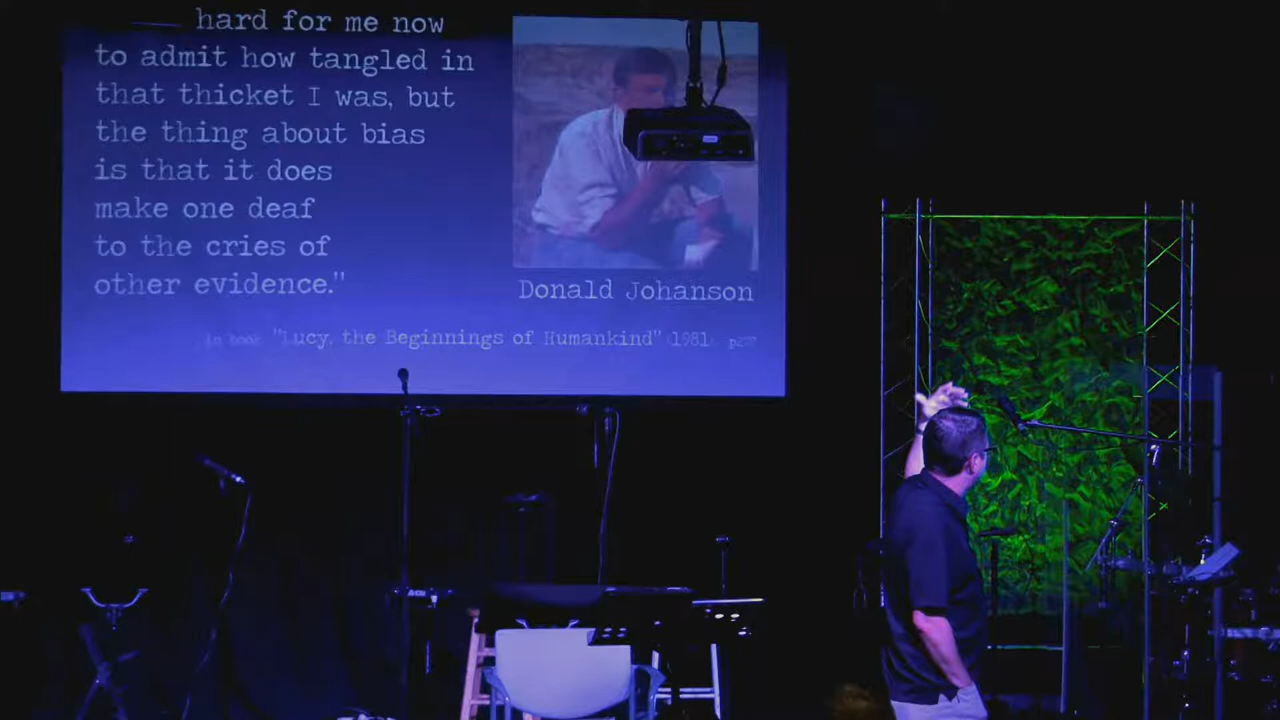 hard for me now
to admit how tangled in
that thicket I was, but
the thing about bias
is that it does
make one deaf
to the cries of
other evidence."
Donald Johanson
in book "Lucy, the Beginnings of Humankind" (1981)